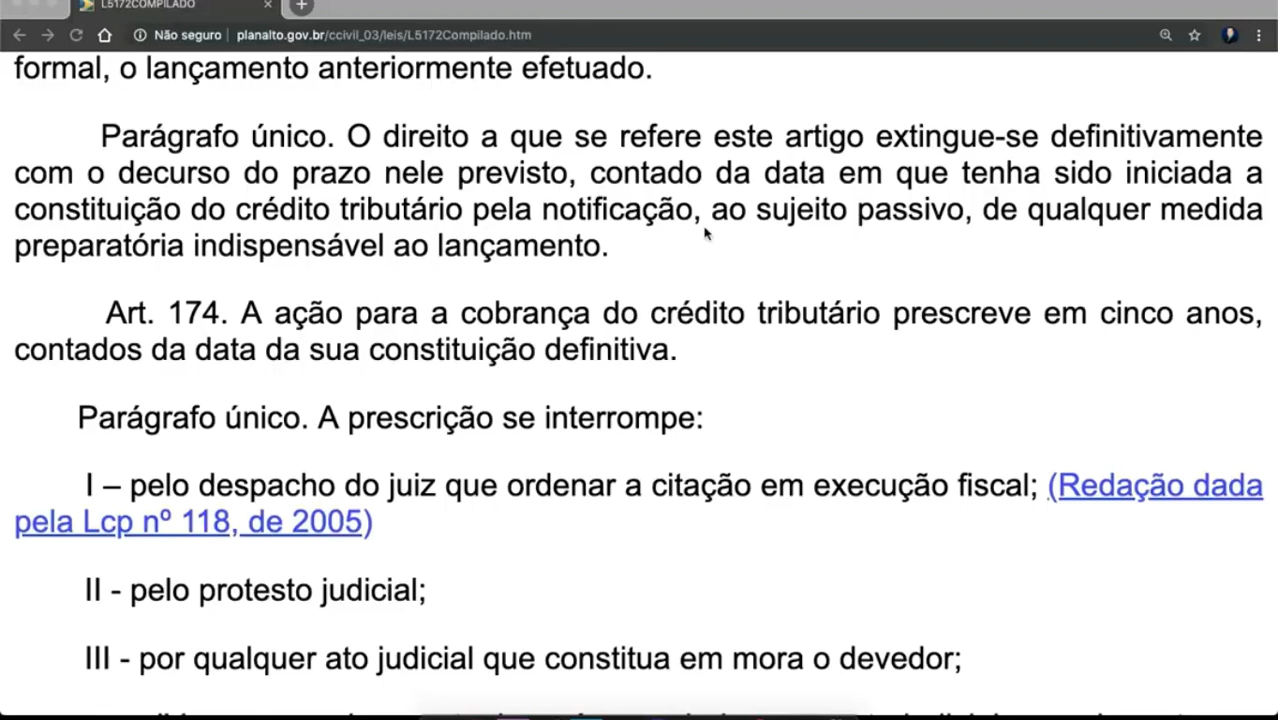 L5172COMPILADO
Não seguro | planalto.gov.br/ccivil_03/leis/L5172Compilado.htm
formal, o lançamento anteriormente efetuado.
Parágrafo único. O direito a que se refere este artigo extingue-se definitivamente
com o decurso do prazo nele previsto, contado da data em que tenha sido iniciada a
constituição do crédito tributário pela notificação, ao sujeito passivo, de qualquer medida
preparatória indispensável ao lançamento.
Art. 174. A ação para a cobrança do crédito tributário prescreve em cinco anos,
contados da data da sua constituição definitiva.
Parágrafo único. A prescrição se interrompe:
I – pelo despacho do juiz que ordenar a citação em execução fiscal; (Redação dada
pela Lcp nº 118, de 2005)
II - pelo protesto judicial;
III - por qualquer ato judicial que constitua em mora o devedor;